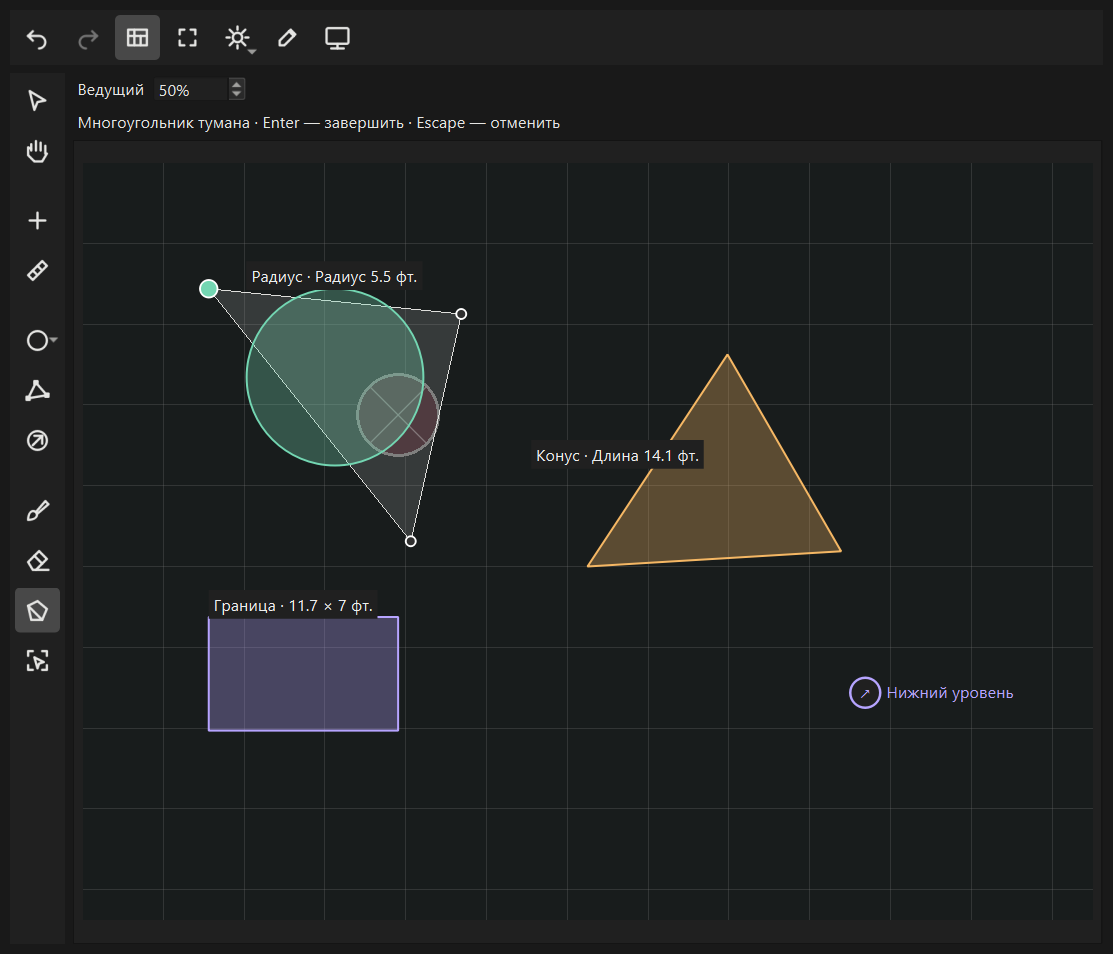 Ведущий 50%
Многоугольник тумана · Enter — завершить · Escape — отменить
Радиус · Радиус 5.5 фт.
Конус · Длина 14.1 фт.
Граница · 11.7 × 7 фт.
Нижний уровень